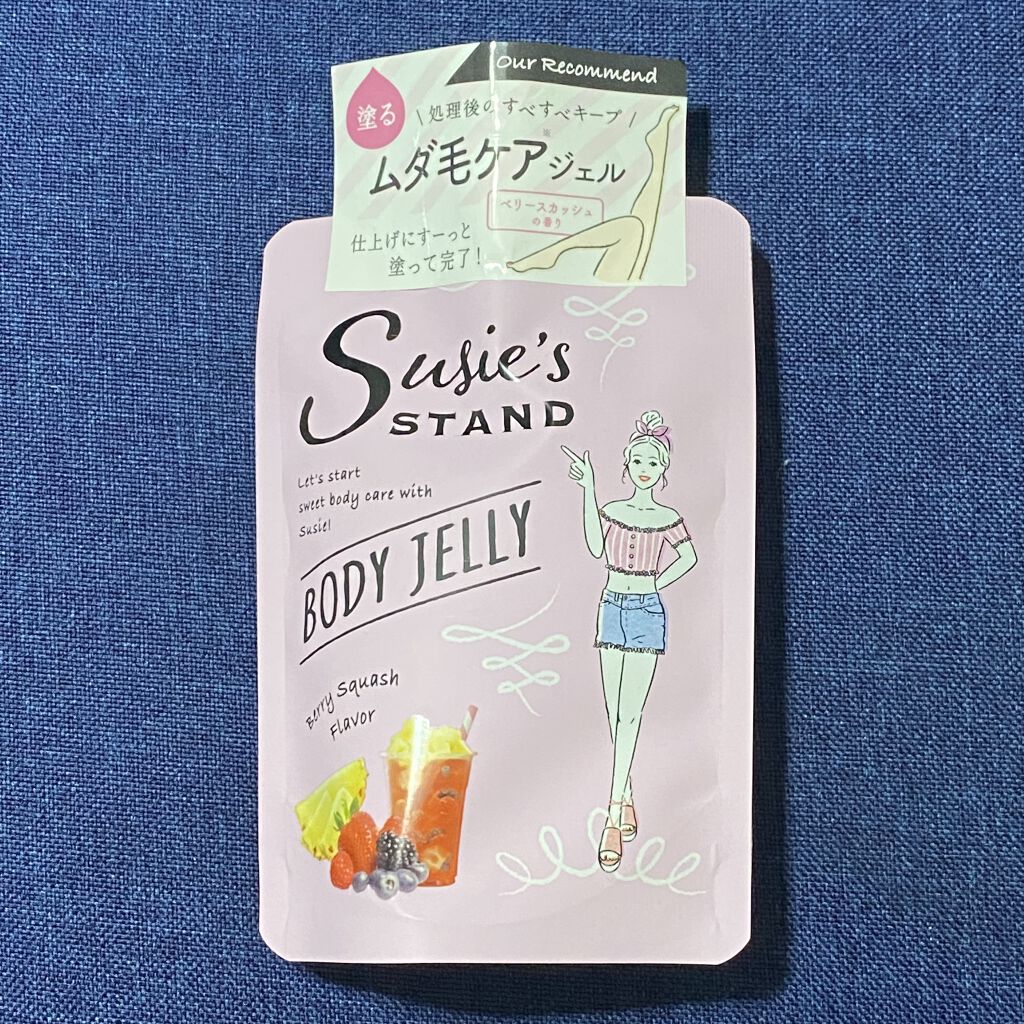 Our Recommend
塗る
\ 処理後のすべすべキープ /
ムダ毛ケア※ジェル
ベリースカッシュ
の香り
仕上げにすーっと
塗って完了!
Susie's
STAND
Let's start
sweet body care with
Susie!
BODY JELLY
Berry Squash
Flavor